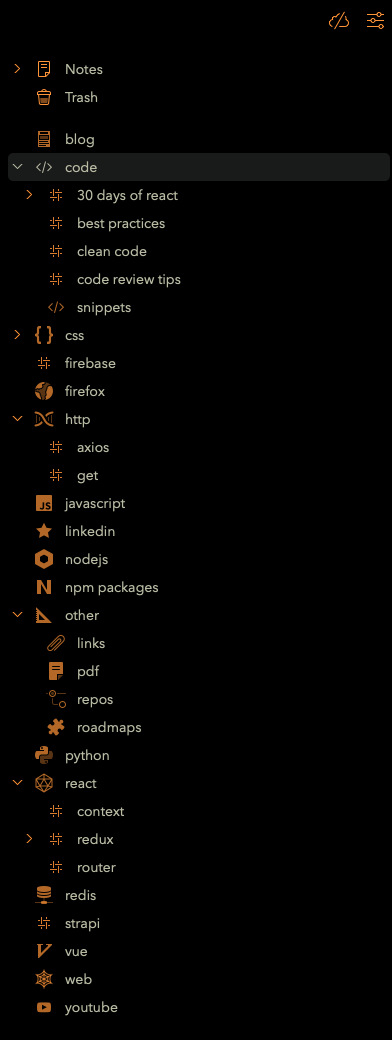 Notes
Trash
blog
code
30 days of react
best practices
clean code
code review tips
snippets
css
firebase
firefox
http
axios
get
javascript
linkedin
nodejs
npm packages
other
links
pdf
repos
roadmaps
python
react
context
redux
router
redis
strapi
vue
web
youtube